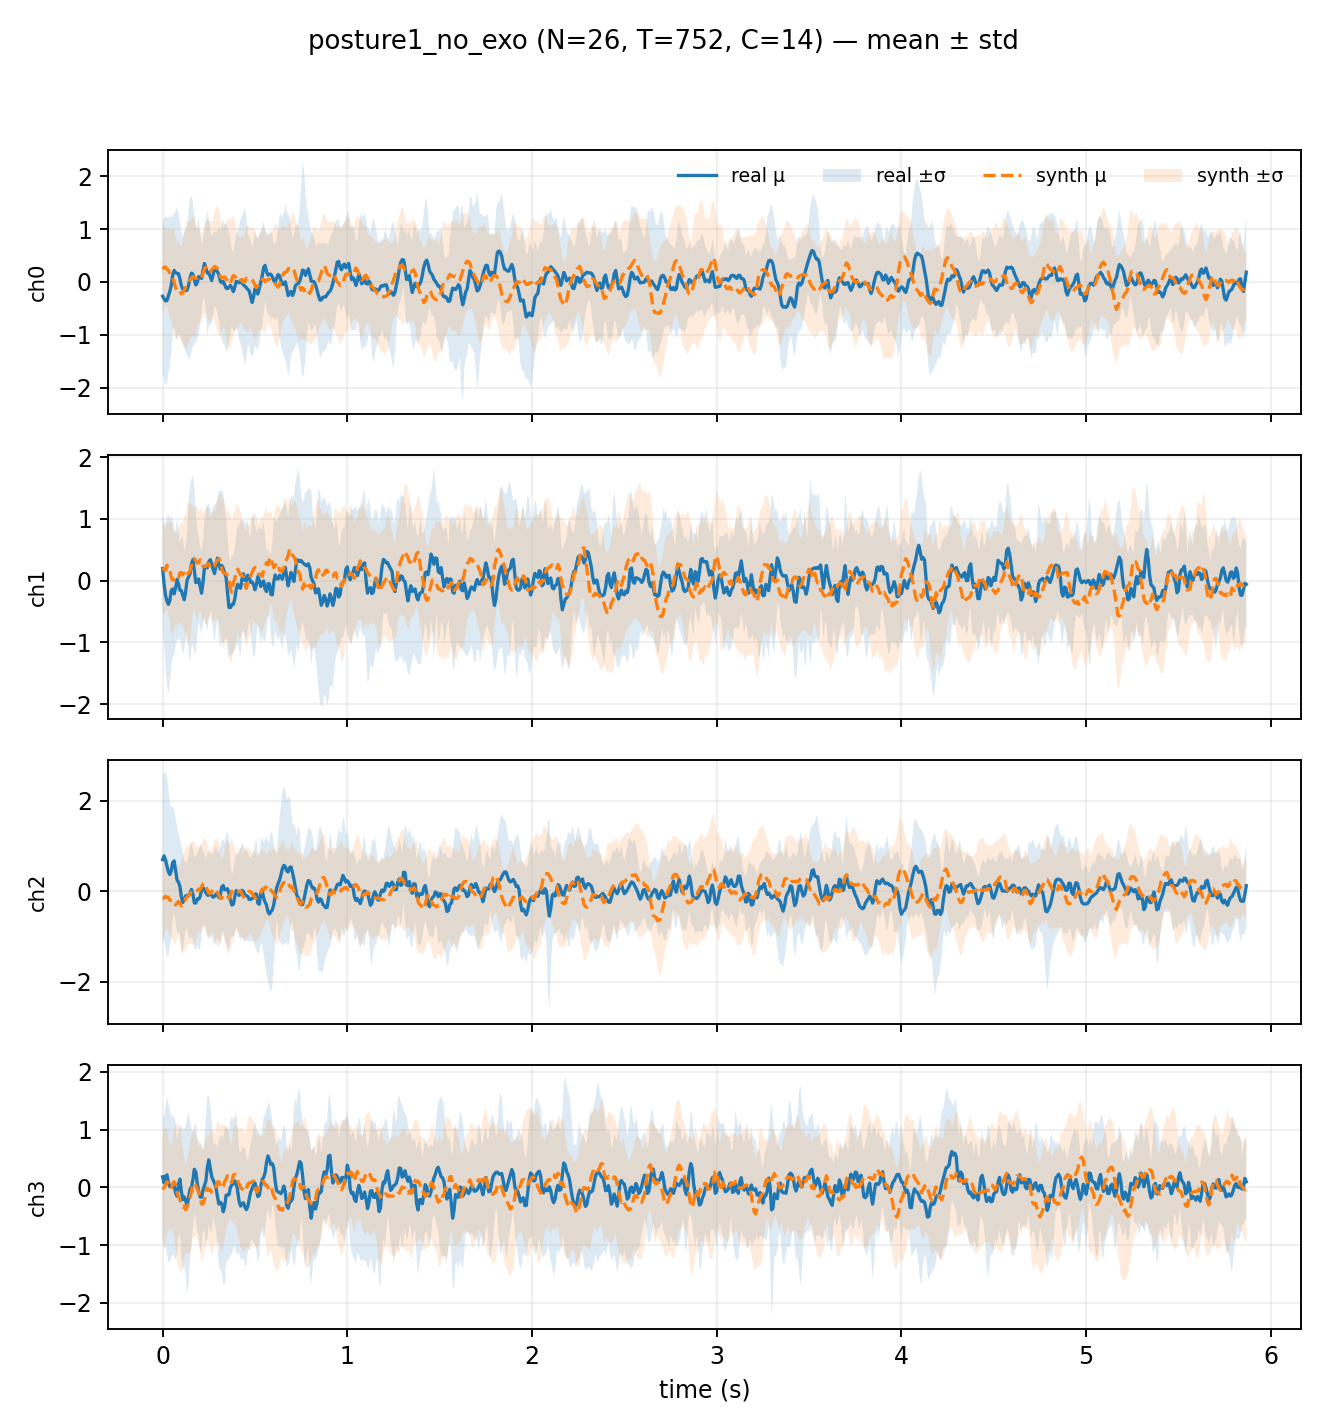 posture1_no_exo (N=26, T=752, C=14) — mean ± std
real μ real ±σ synth μ synth ±σ
2
1
0
−1
−2
ch0
2
1
0
−1
−2
ch1
2
0
−2
ch2
2
1
0
−1
−2
ch3
0 1 2 3 4 5 6
time (s)